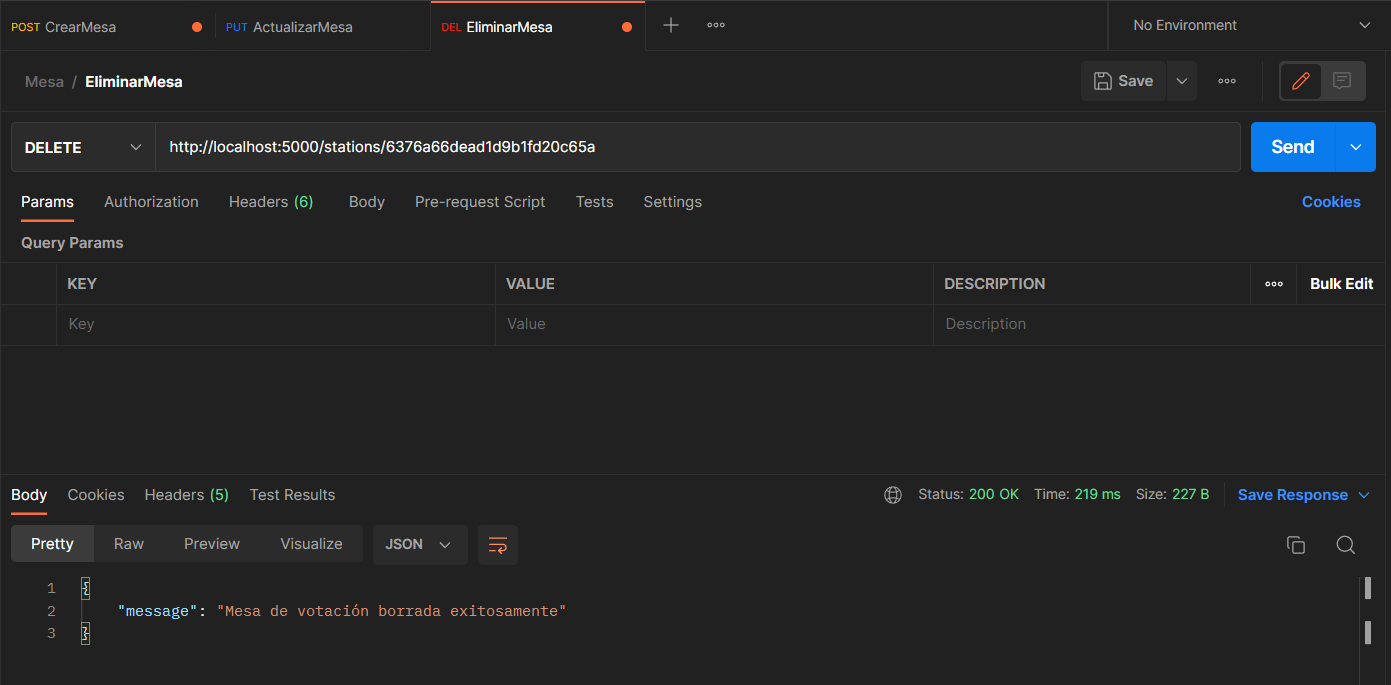 POST CrearMesa PUT ActualizarMesa DEL EliminarMesa No Environment
Mesa / EliminarMesa Save
DELETE http://localhost:5000/stations/6376a66dead1d9b1fd20c65a Send
Params Authorization Headers (6) Body Pre-request Script Tests Settings Cookies
Query Params
KEY VALUE DESCRIPTION Bulk Edit
Key Value Description
Body Cookies Headers (5) Test Results Status: 200 OK Time: 219 ms Size: 227 B Save Response
Pretty Raw Preview Visualize JSON
1 {
2 "message": "Mesa de votación borrada exitosamente"
3 }